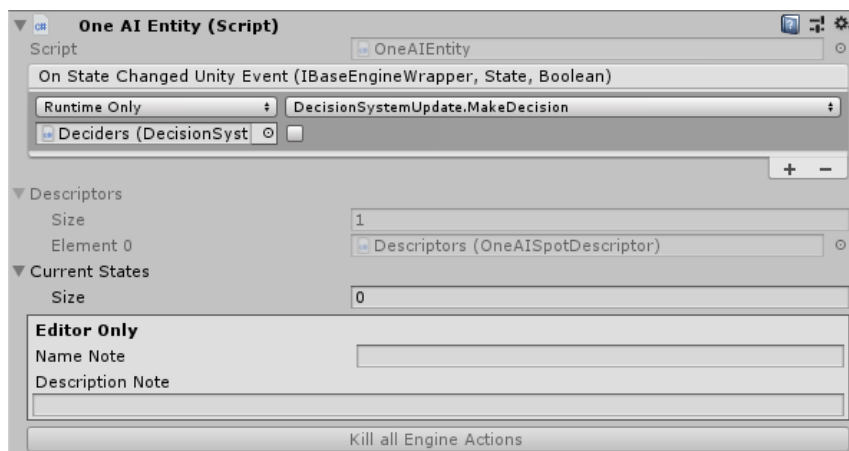 One AI Entity (Script)
Script OneAIEntity
On State Changed Unity Event (IBaseEngineWrapper, State, Boolean)
Runtime Only DecisionSystemUpdate.MakeDecision
Deciders (DecisionSyst
+ −
Descriptors
Size 1
Element 0 Descriptors (OneAISpotDescriptor)
Current States
Size 0
Editor Only
Name Note
Description Note
Kill all Engine Actions